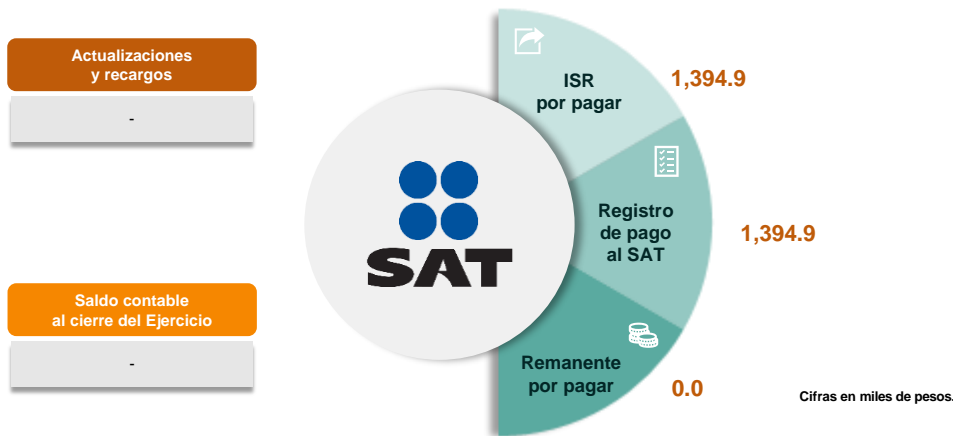 Actualizaciones
y recargos
-
Saldo contable
al cierre del Ejercicio
-
SAT
ISR
por pagar
1,394.9
Registro
de pago
al SAT
1,394.9
Remanente
por pagar
0.0
Cifras en miles de pesos.